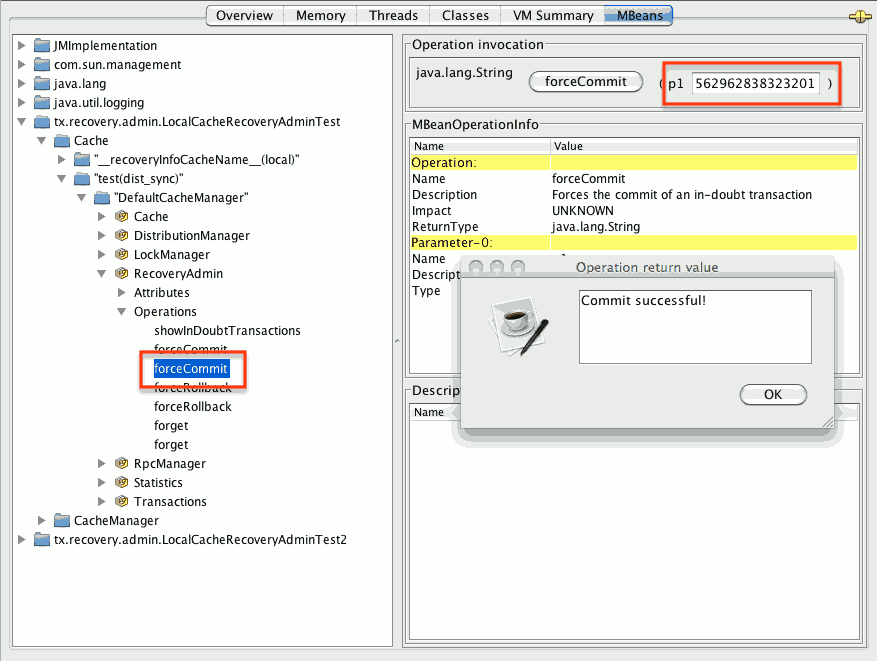 Overview Memory Threads Classes VM Summary MBeans
JMImplementation
com.sun.management
java.lang
java.util.logging
tx.recovery.admin.LocalCacheRecoveryAdminTest
Cache
"__recoveryInfoCacheName__(local)"
"test(dist_sync)"
"DefaultCacheManager"
Cache
DistributionManager
LockManager
RecoveryAdmin
Attributes
Operations
showInDoubtTransactions
forceCommit
forceCommit
forceRollback
forceRollback
forget
forget
RpcManager
Statistics
Transactions
CacheManager
tx.recovery.admin.LocalCacheRecoveryAdminTest2
Operation invocation
java.lang.String forceCommit ( p1 562962838323201 )
MBeanOperationInfo
Name Value
Operation:
Name forceCommit
Description Forces the commit of an in-doubt transaction
Impact UNKNOWN
ReturnType java.lang.String
Parameter-0:
Name
Descript
Type
Operation return value
Commit successful!
OK
Descrip
Name